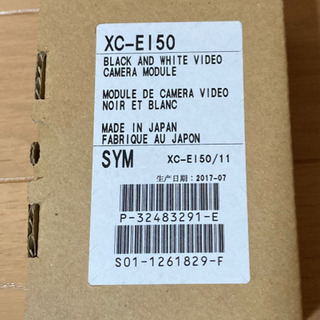 XC-EI50
BLACK AND WHITE VIDEO
CAMERA MODULE
MODULE DE CAMERA VIDEO
NOIR ET BLANC
MADE IN JAPAN
FABRIQUE AU JAPON
SYM XC-EI50/11
生产日期：2017-07
P-32483291-E
S01-1261829-F